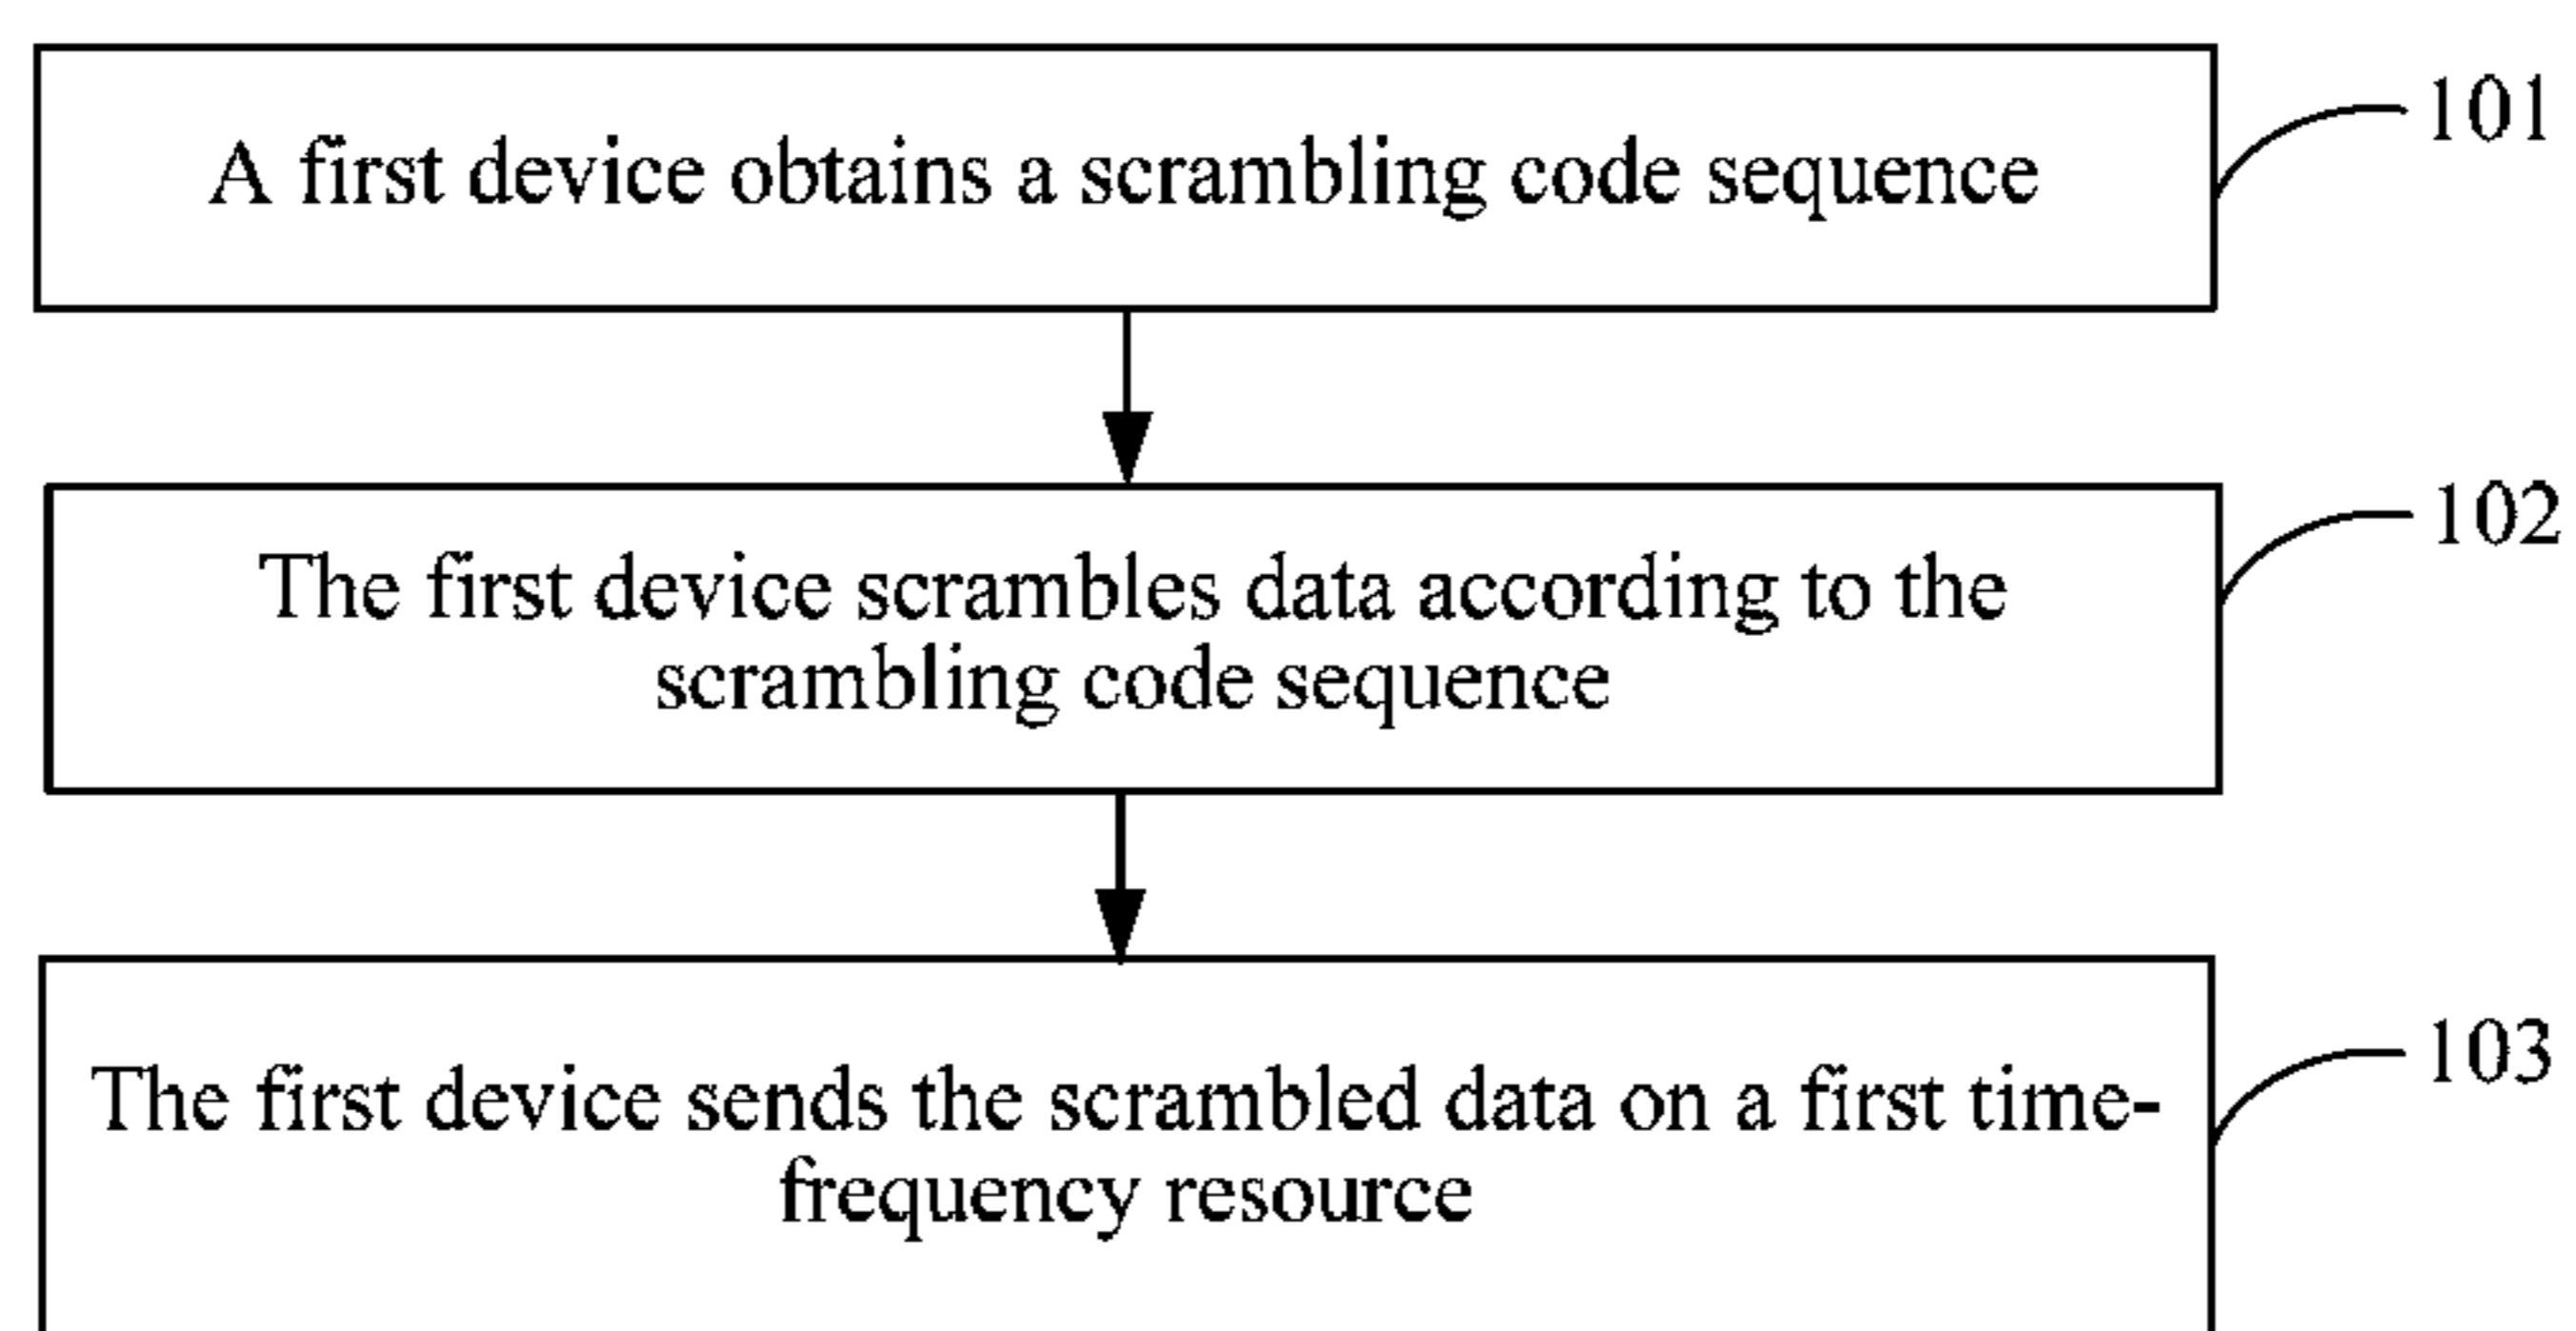 A first device obtains a scrambling code sequence
101
The first device scrambles data according to the
scrambling code sequence
102
The first device sends the scrambled data on a first time-
frequency resource
103